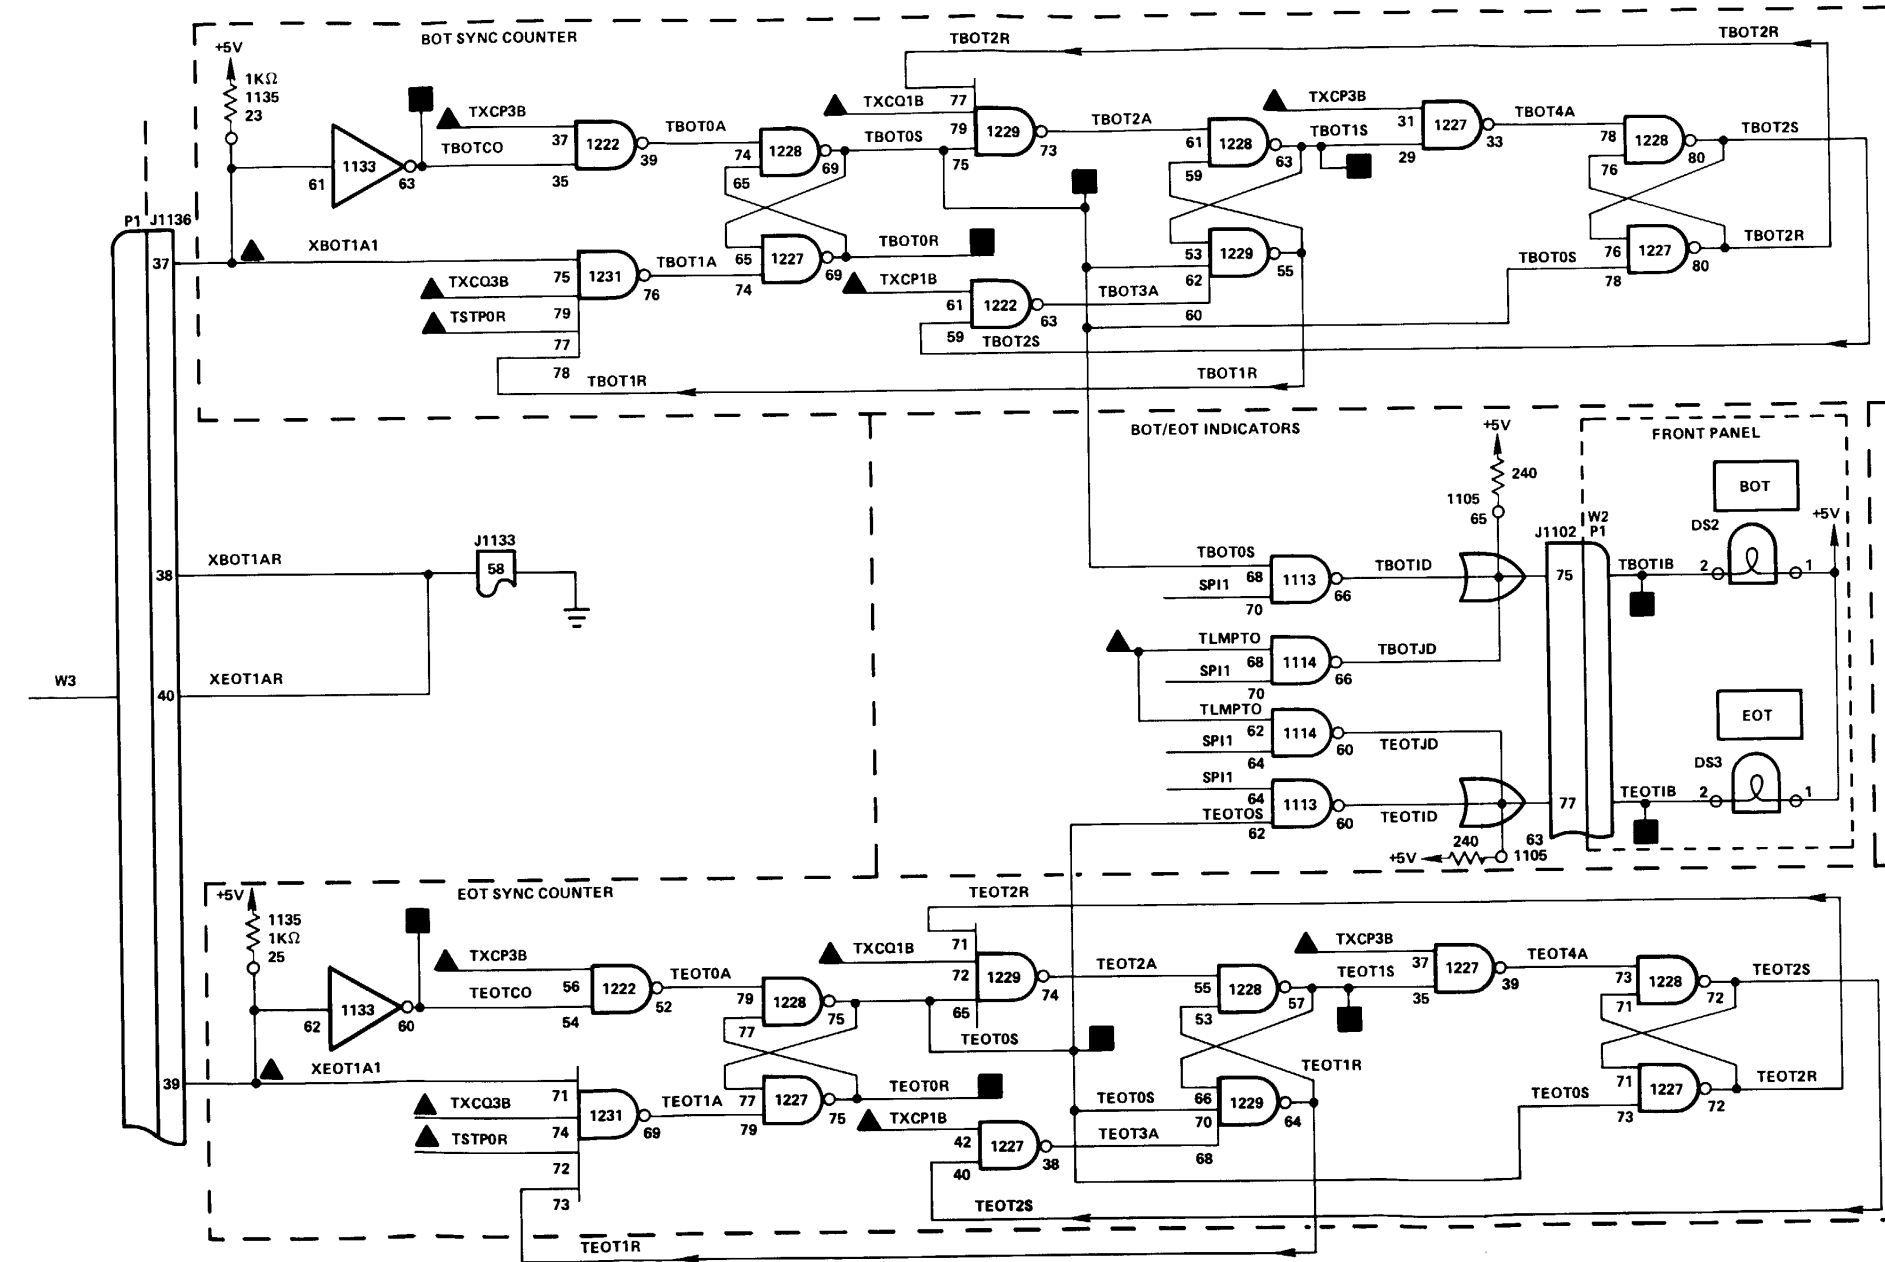 BOT SYNC COUNTER
+5V
1KΩ
1135
23
61
1133
63
TXCP3B
TBOTCO
37
35
1222
39
TBOT0A
74
65
1228
69
TBOT0S
TXCQ1B
TBOT2R
77
79
75
1229
73
TBOT2A
61
59
1228
63
TBOT1S
TXCP3B
31
29
1227
33
TBOT4A
78
76
1228
80
TBOT2S
TBOT2R
P1
J1136
37
XBOT1A1
TXCQ3B
TSTP0R
75
79
77
78
1231
76
TBOT1A
65
74
1227
69
TBOT0R
TXCP1B
61
59
1222
63
TBOT3A
TBOT2S
53
62
60
1229
55
TBOT0S
76
78
1227
80
TBOT2R
TBOT1R
TBOT1R
BOT/EOT INDICATORS
FRONT PANEL
+5V
240
1105
65
BOT
DS2
+5V
J1102
W2
P1
38
XBOT1AR
J1133
58
TBOT0S
68
SPI1
70
1113
66
TBOTID
75
TBOTIB
2
1
W3
40
XEOT1AR
TLMPTO
68
SPI1
70
1114
66
TBOTJD
TLMPTO
62
SPI1
64
1114
60
TEOTJD
EOT
DS3
SPI1
64
TEOTOS
62
1113
60
TEOTID
77
TEOTIB
2
1
63
240
+5V
1105
EOT SYNC COUNTER
+5V
1135
1KΩ
25
62
1133
60
TXCP3B
TEOTCO
56
54
1222
52
TEOT0A
79
77
1228
75
TEOT0S
TXCQ1B
TEOT2R
71
72
65
1229
74
TEOT2A
55
53
1228
57
TEOT1S
TXCP3B
37
35
1227
39
TEOT4A
73
71
1228
72
TEOT2S
39
XEOT1A1
TXCQ3B
TSTP0R
71
74
72
73
1231
69
TEOT1A
77
79
1227
75
TEOT0R
TXCP1B
42
40
1227
38
TEOT0S
TEOT3A
66
70
68
1229
64
TEOT1R
TEOT0S
71
73
1227
72
TEOT2R
TEOT2S
TEOT1R